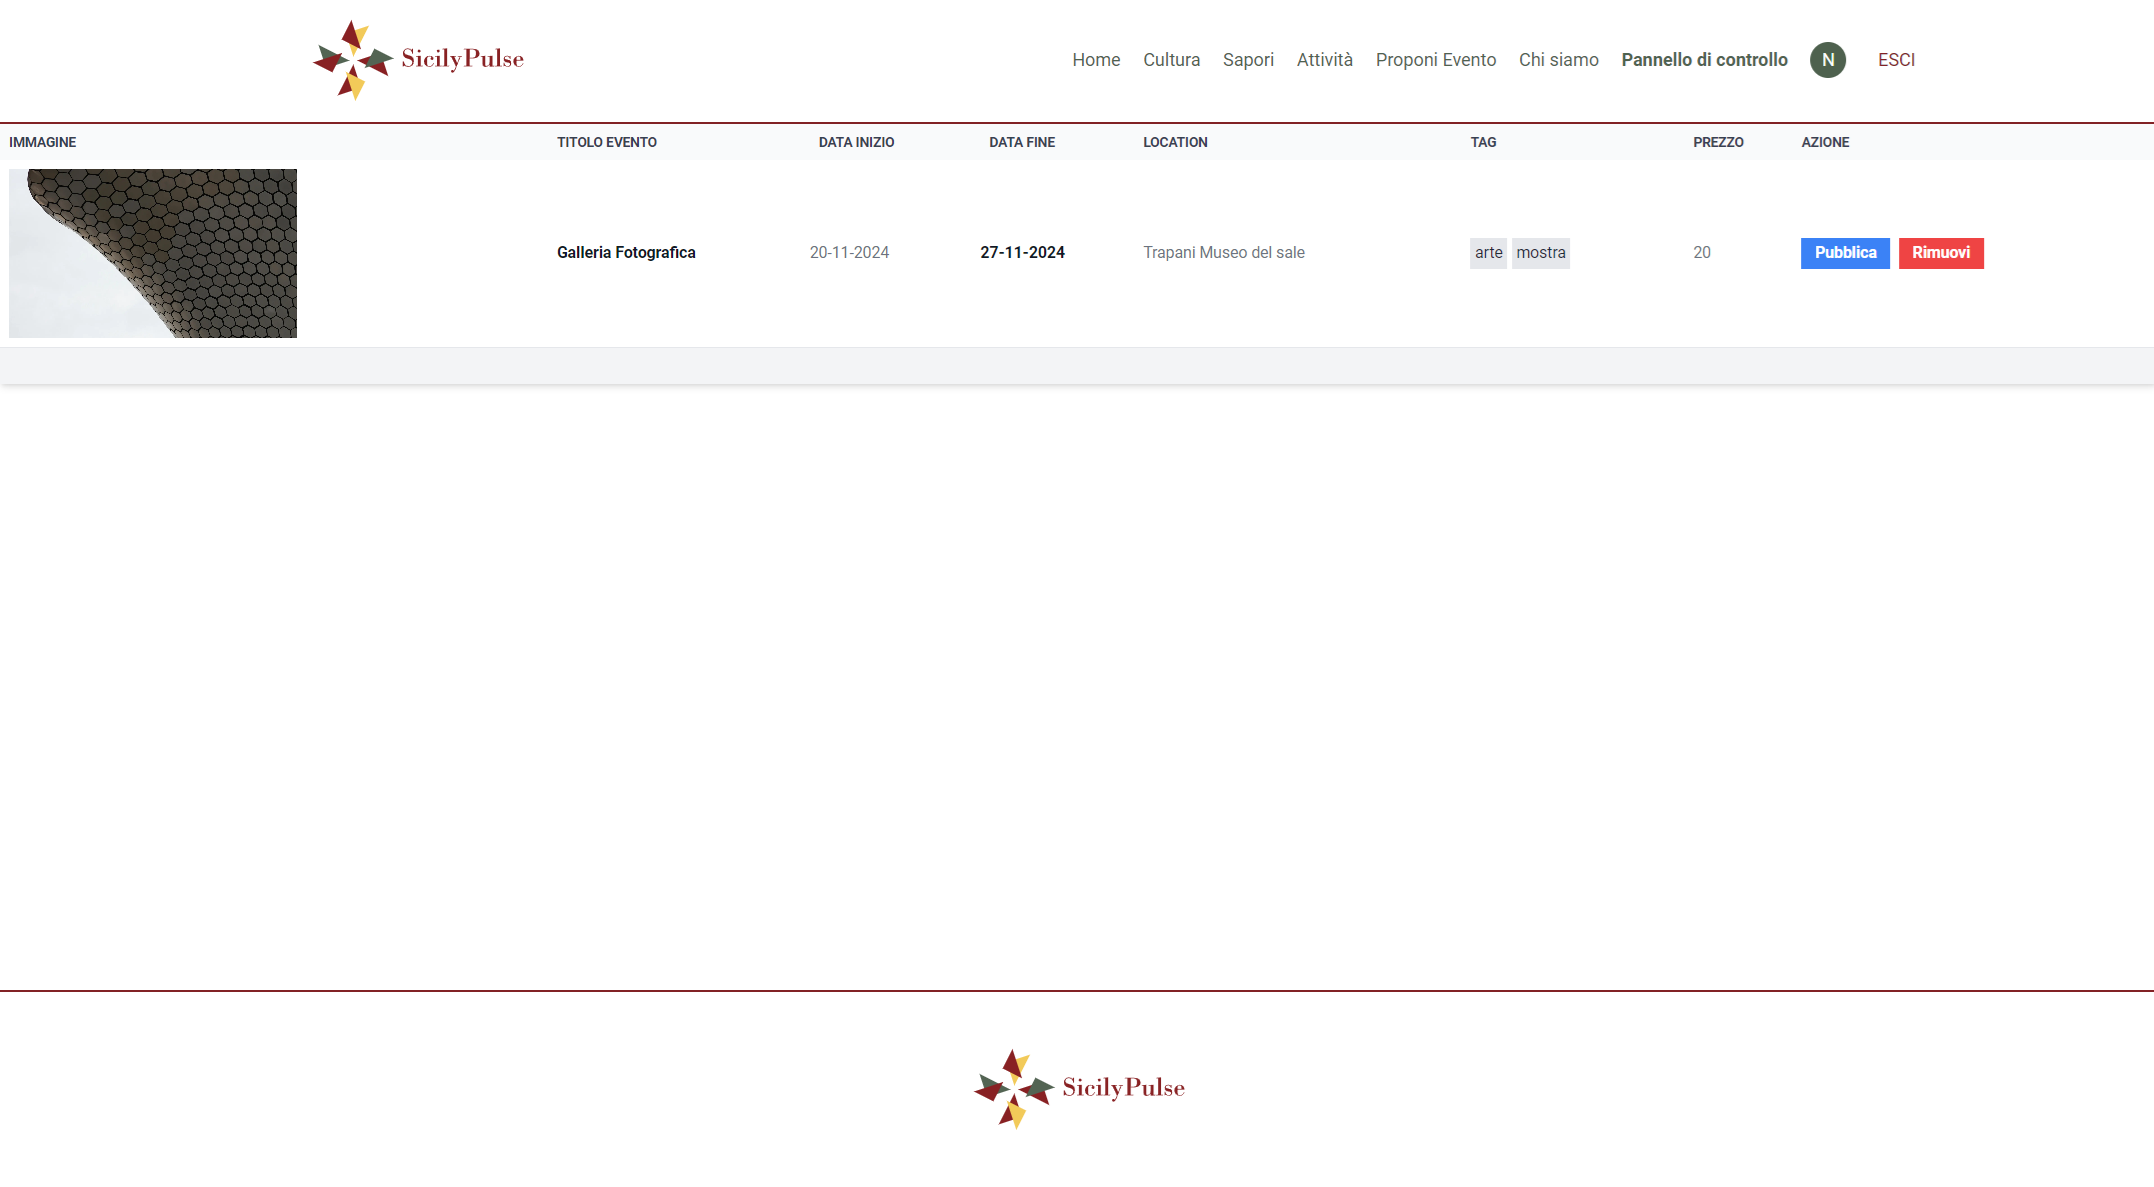 SicilyPulse
Home Cultura Sapori Attività Proponi Evento Chi siamo Pannello di controllo N ESCI
IMMAGINE TITOLO EVENTO DATA INIZIO DATA FINE LOCATION TAG PREZZO AZIONE
Galleria Fotografica 20-11-2024 27-11-2024 Trapani Museo del sale arte mostra 20 Pubblica Rimuovi
SicilyPulse